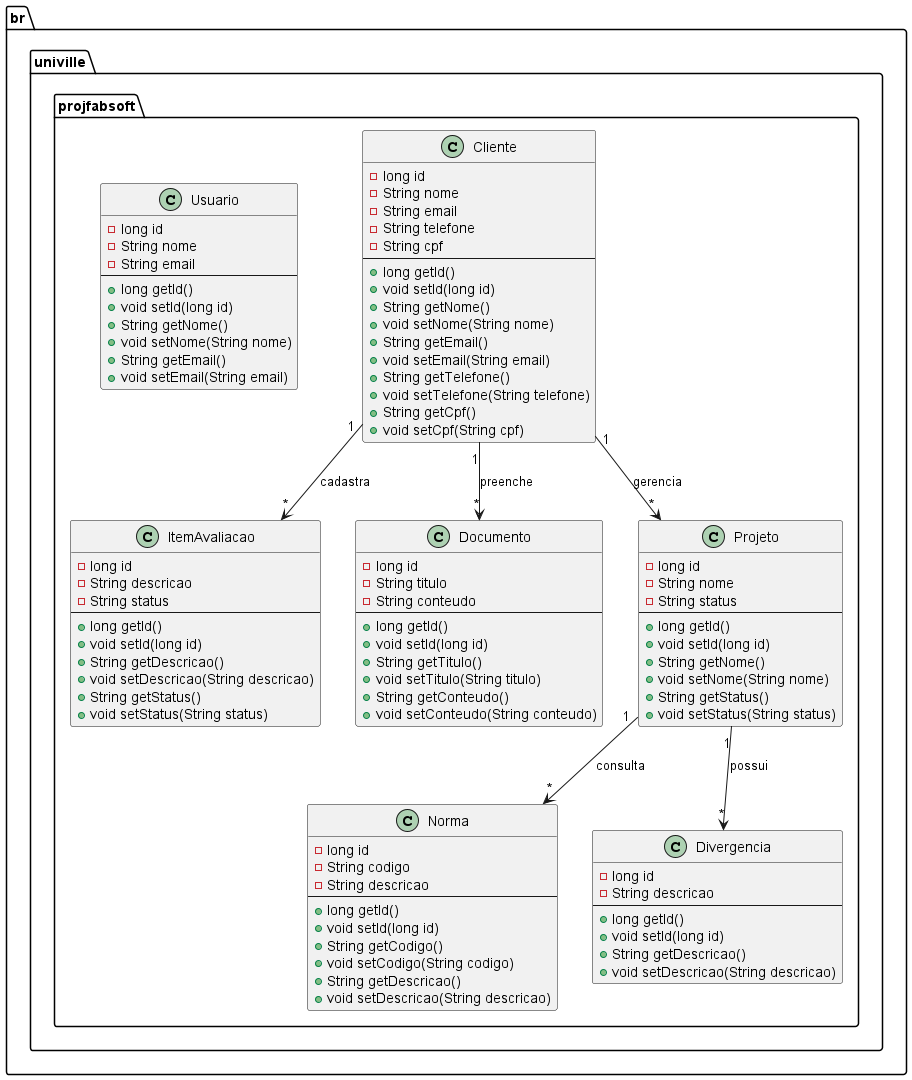 br
univille
projfabsoft
C Usuario
long id
String nome
String email
long getId()
void setId(long id)
String getNome()
void setNome(String nome)
String getEmail()
void setEmail(String email)
C Cliente
long id
String nome
String email
String telefone
String cpf
long getId()
void setId(long id)
String getNome()
void setNome(String nome)
String getEmail()
void setEmail(String email)
String getTelefone()
void setTelefone(String telefone)
String getCpf()
void setCpf(String cpf)
1
cadastra
*
1
preenche
*
1
gerencia
*
C ItemAvaliacao
long id
String descricao
String status
long getId()
void setId(long id)
String getDescricao()
void setDescricao(String descricao)
String getStatus()
void setStatus(String status)
C Documento
long id
String titulo
String conteudo
long getId()
void setId(long id)
String getTitulo()
void setTitulo(String titulo)
String getConteudo()
void setConteudo(String conteudo)
C Projeto
long id
String nome
String status
long getId()
void setId(long id)
String getNome()
void setNome(String nome)
String getStatus()
void setStatus(String status)
1
consulta
*
1
possui
*
C Norma
long id
String codigo
String descricao
long getId()
void setId(long id)
String getCodigo()
void setCodigo(String codigo)
String getDescricao()
void setDescricao(String descricao)
C Divergencia
long id
String descricao
long getId()
void setId(long id)
String getDescricao()
void setDescricao(String descricao)